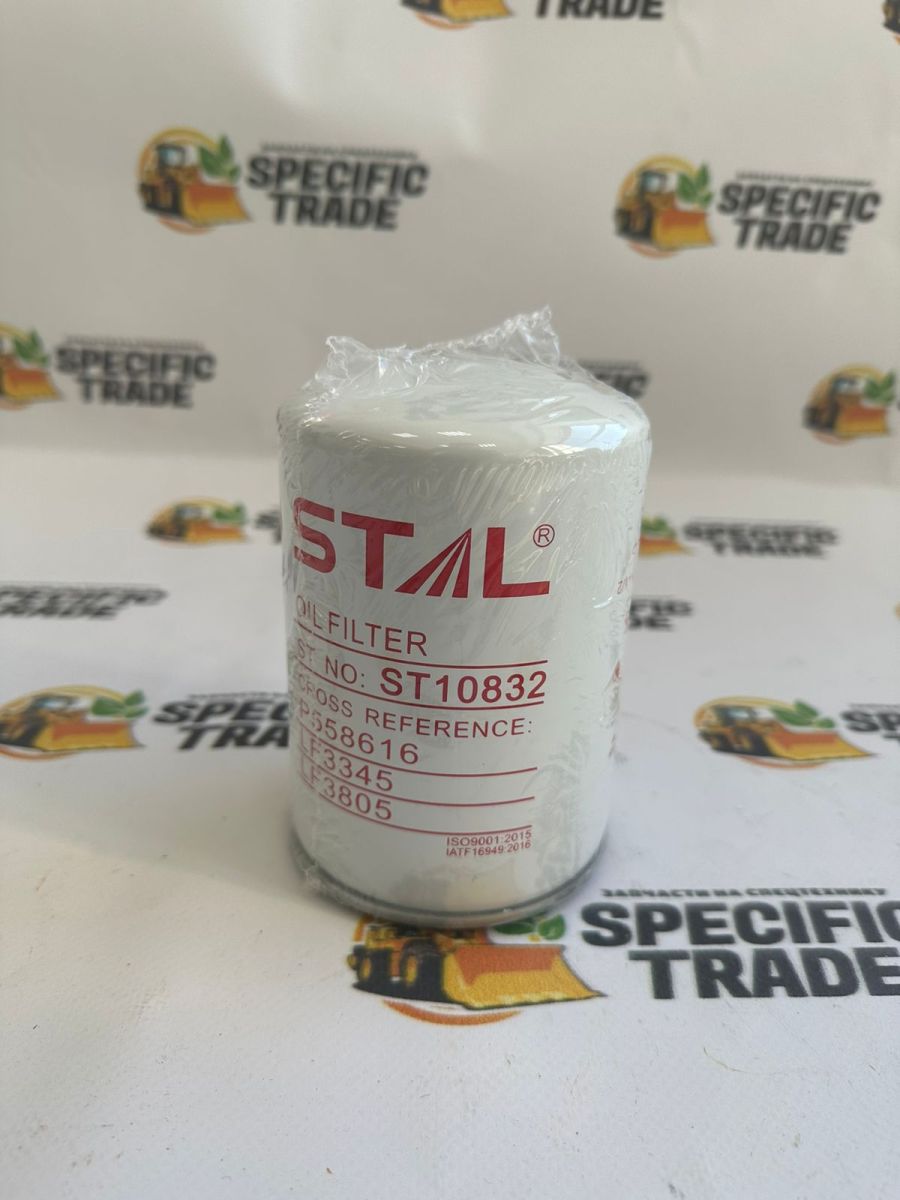 TRADE
SPECIFIC
TRADE
SPECIFIC
TRADE
SPECIFIC
TRADE
STAL®
OIL FILTER
ST. NO: ST10832
CROSS REFERENCE:
P558616
LF3345
LF3805
ISO9001:2015
IATF16949:2016
ЗАПЧАСТИ НА СПЕЦТЕХНИКУ
SPECIFIC
TRADE